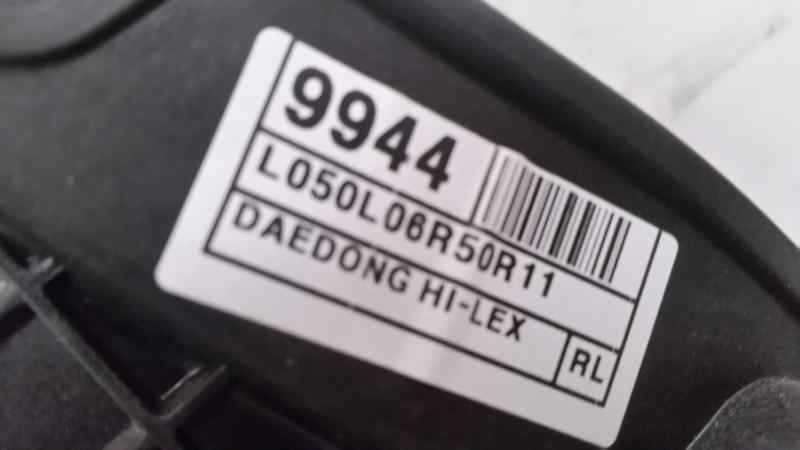 9944
L050L06R50R11
DAEDONG HI-LEX
RL